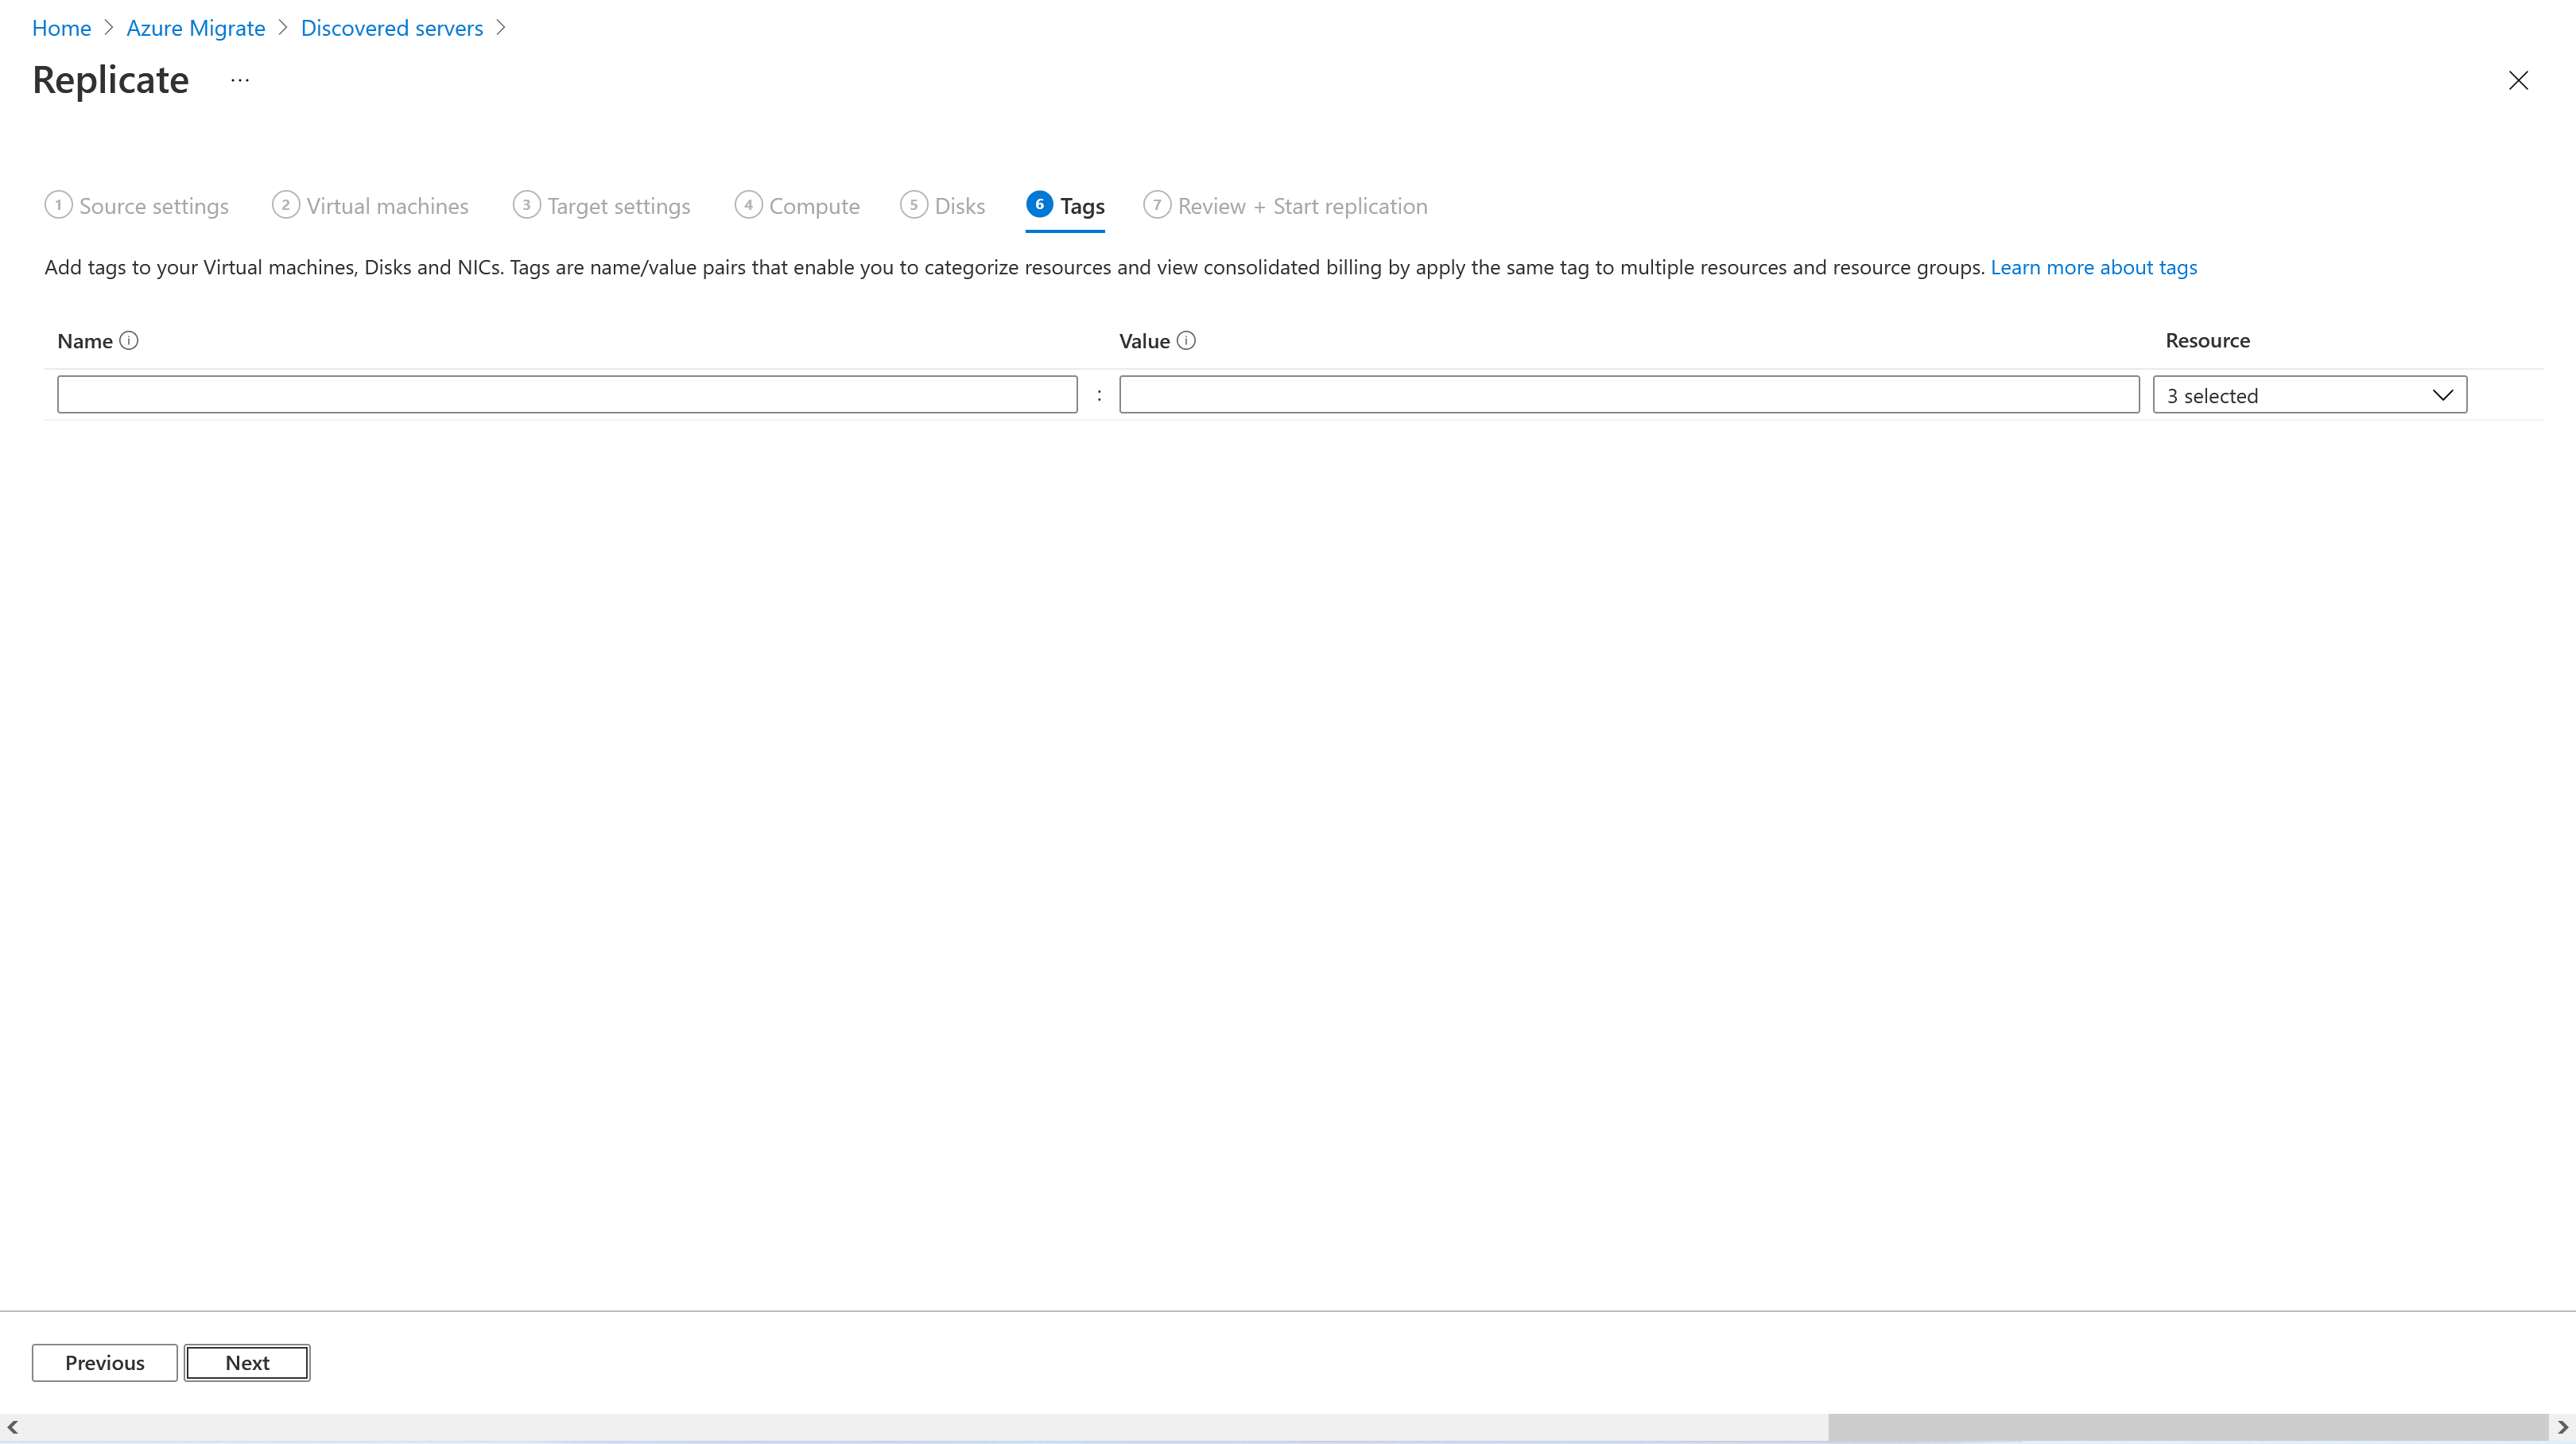 Home > Azure Migrate > Discovered servers >
Replicate ...
1 Source settings 2 Virtual machines 3 Target settings 4 Compute 5 Disks 6 Tags 7 Review + Start replication
Add tags to your Virtual machines, Disks and NICs. Tags are name/value pairs that enable you to categorize resources and view consolidated billing by apply the same tag to multiple resources and resource groups. Learn more about tags
Name Value Resource
: 3 selected
Previous Next